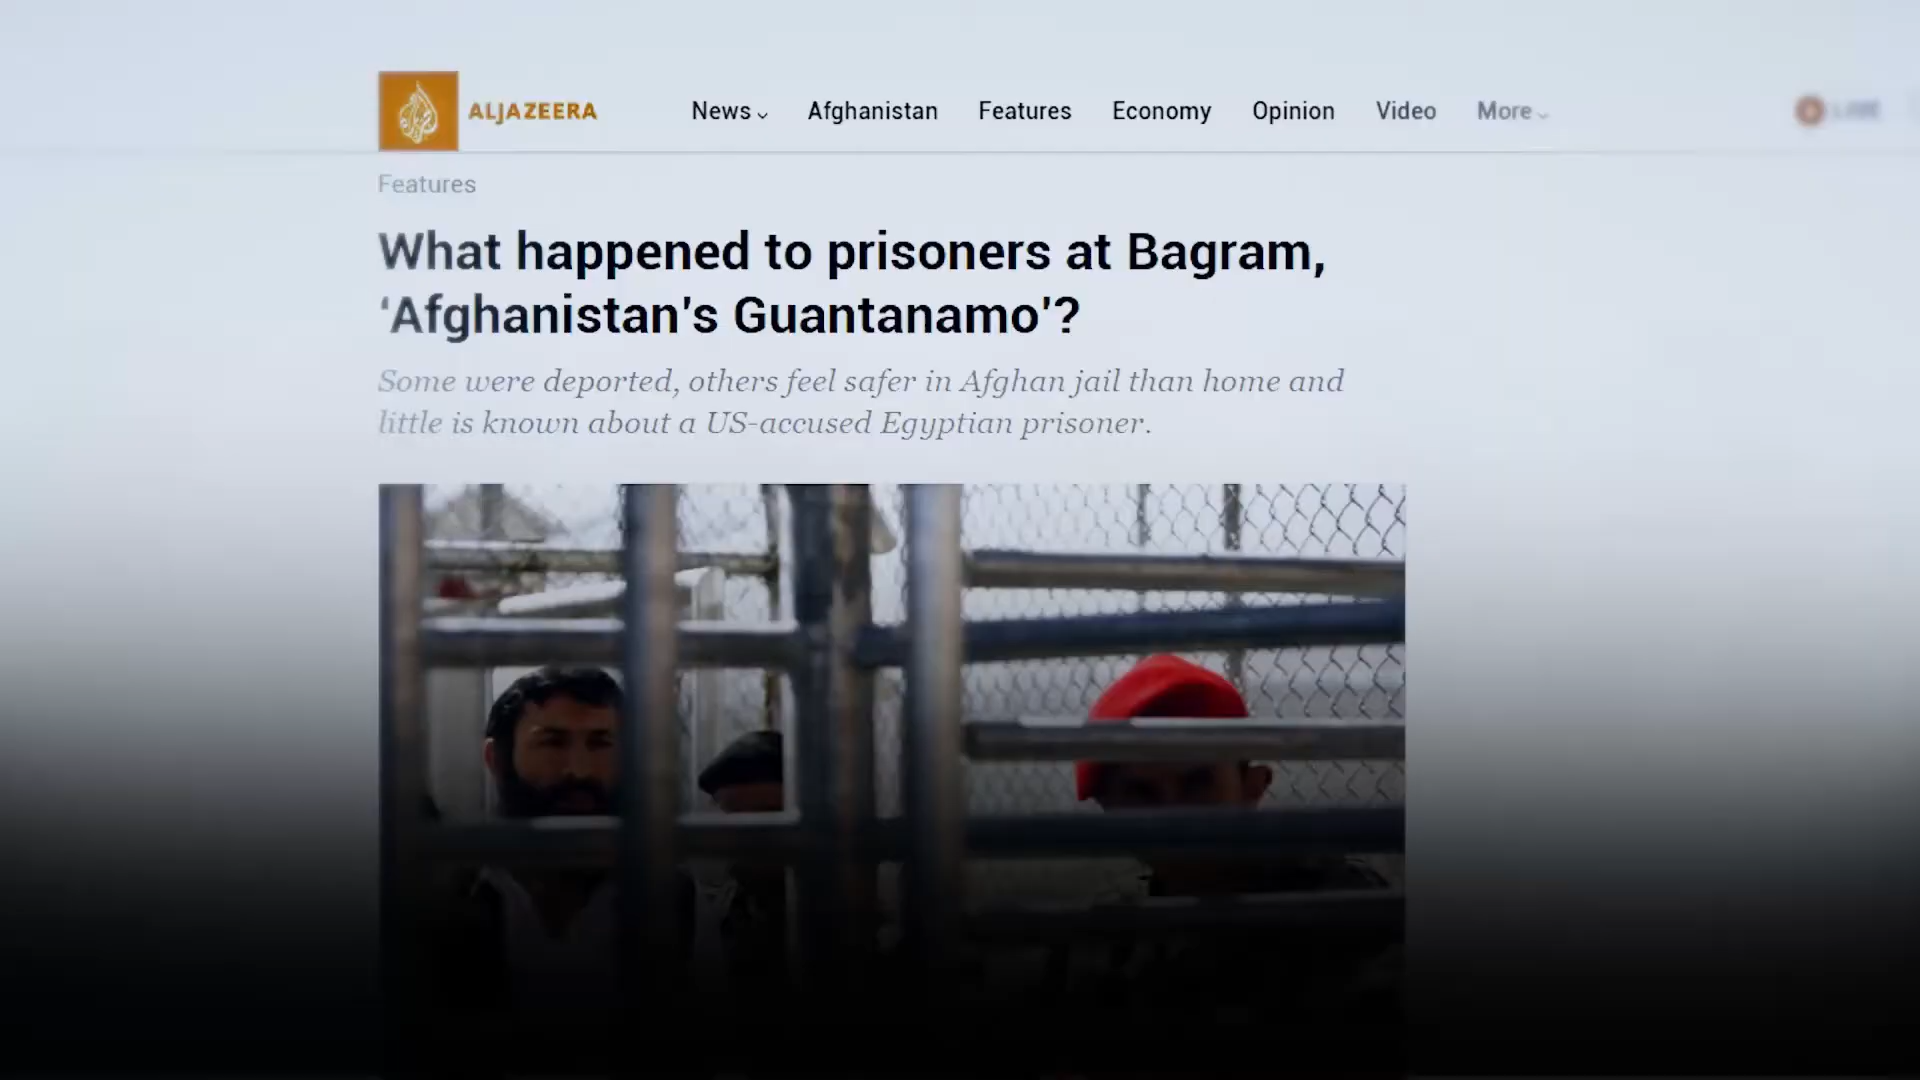 ALJAZEERA
News Afghanistan Features Economy Opinion Video More
LIVE
Features
What happened to prisoners at Bagram,
‘Afghanistan's Guantanamo’?
Some were deported, others feel safer in Afghan jail than home and
little is known about a US-accused Egyptian prisoner.